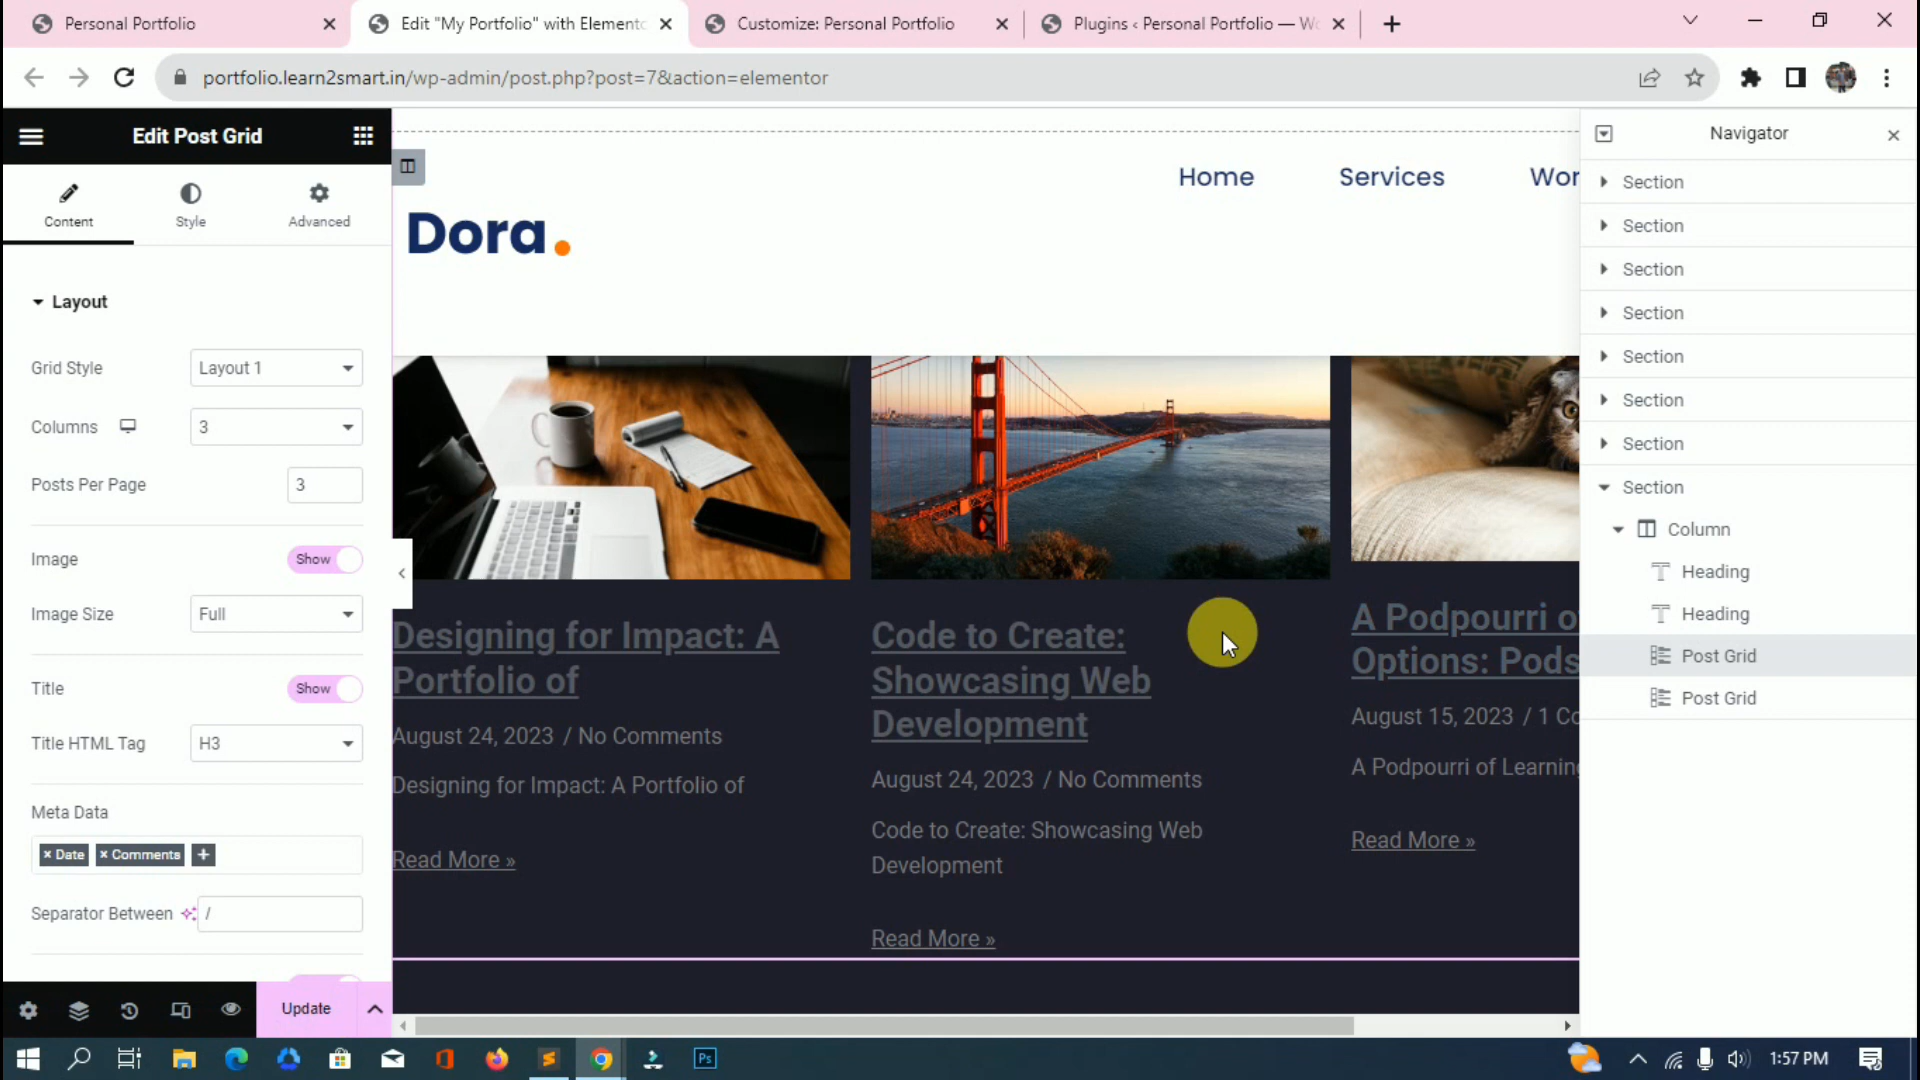 Personal Portfolio
Edit "My Portfolio" with Elemento
Customize: Personal Portfolio
Plugins ‹ Personal Portfolio — Wo
portfolio.learn2smart.in/wp-admin/post.php?post=7&action=elementor
Edit Post Grid
Content
Style
Advanced
Layout
Grid Style
Layout 1
Columns
3
Posts Per Page
3
Image
Show
Image Size
Full
Title
Show
Title HTML Tag
H3
Meta Data
× Date
× Comments
+
Separator Between
/
Update
Home
Services
Wor
Dora.
Designing for Impact: A
Portfolio of
August 24, 2023 / No Comments
Designing for Impact: A Portfolio of
Read More »
Code to Create:
Showcasing Web
Development
August 24, 2023 / No Comments
Code to Create: Showcasing Web
Development
Read More »
A Podpourri o
Options: Pods
August 15, 2023 / 1 Co
A Podpourri of Learning
Read More »
Navigator
Section
Section
Section
Section
Section
Section
Section
Section
Column
Heading
Heading
Post Grid
Post Grid
Ps
1:57 PM